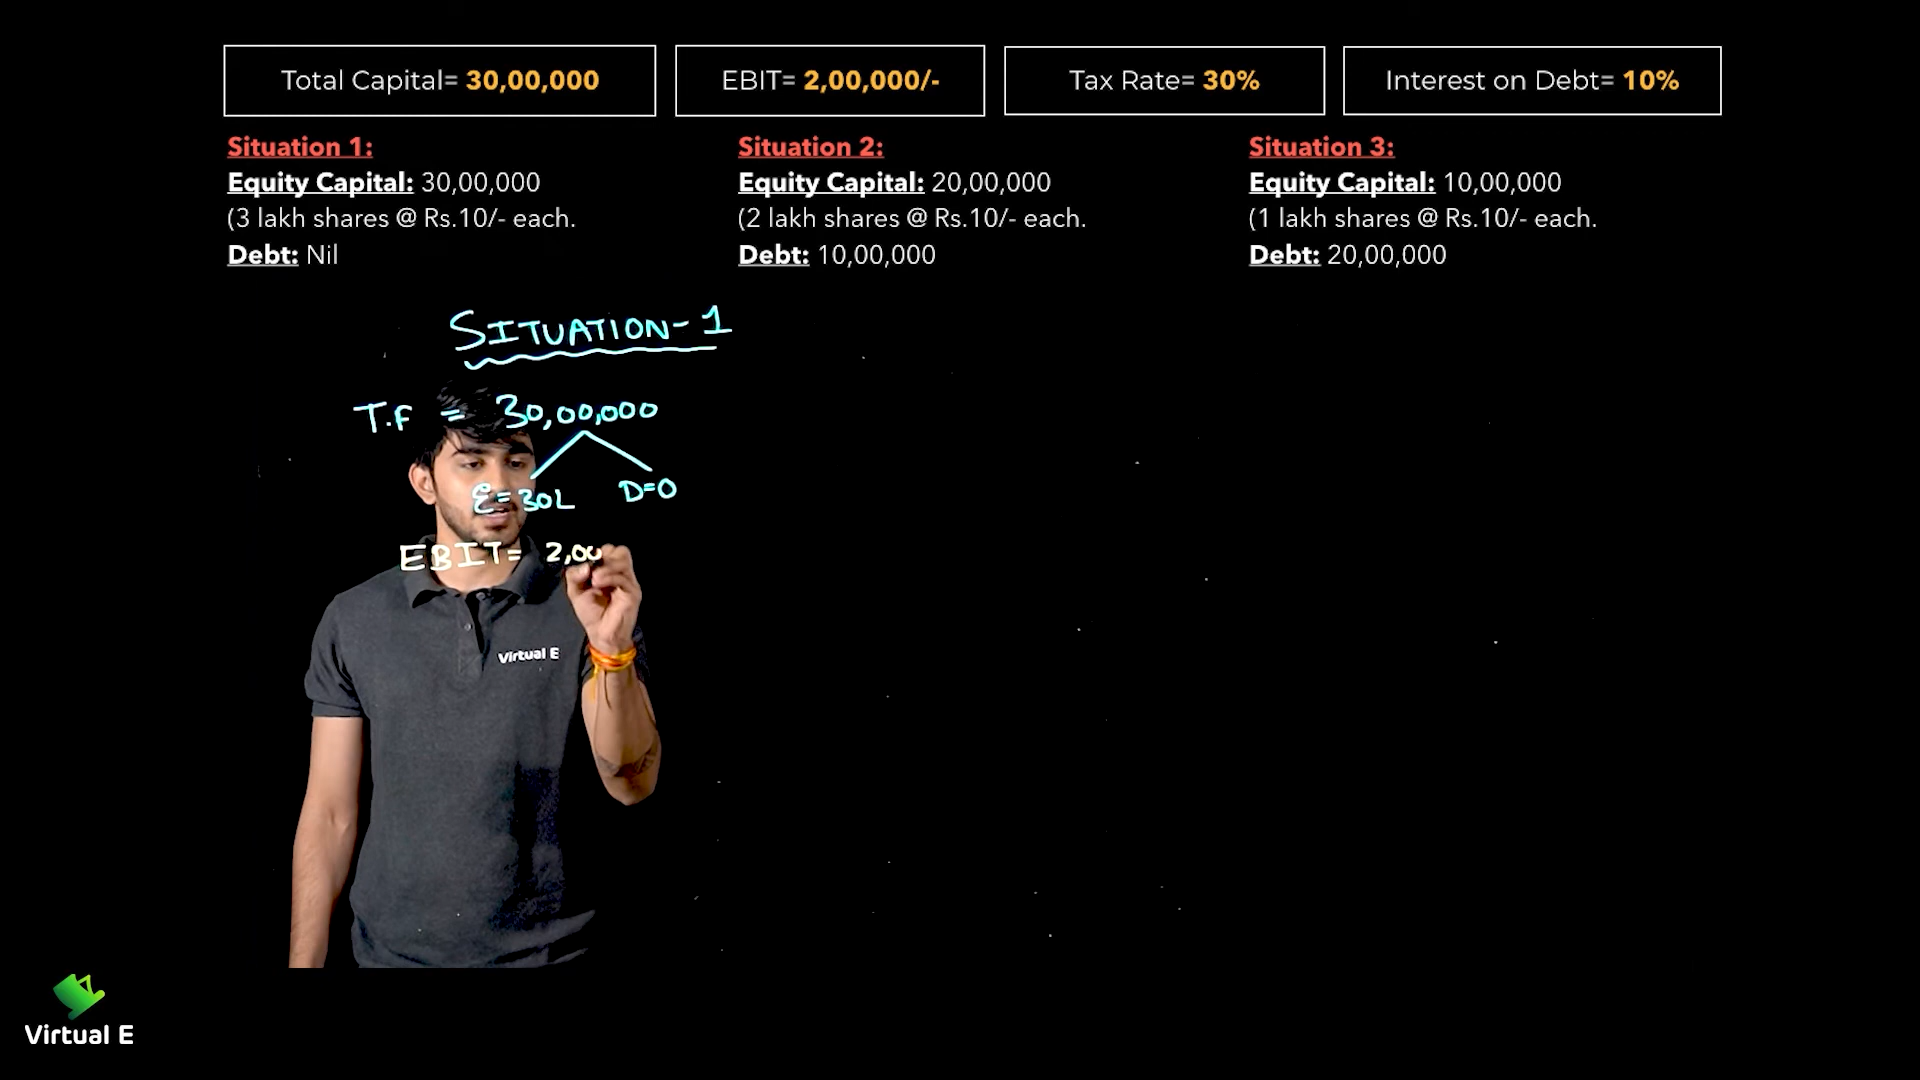 Total Capital= 30,00,000
EBIT= 2,00,000/-
Tax Rate= 30%
Interest on Debt= 10%
Situation 1:
Equity Capital: 30,00,000
(3 lakh shares @ Rs.10/- each.
Debt: Nil
Situation 2:
Equity Capital: 20,00,000
(2 lakh shares @ Rs.10/- each.
Debt: 10,00,000
Situation 3:
Equity Capital: 10,00,000
(1 lakh shares @ Rs.10/- each.
Debt: 20,00,000
SITUATION-1
T.F = 30,00,000
E=30L D=0
EBIT= 2,00
Virtual E
Virtual E